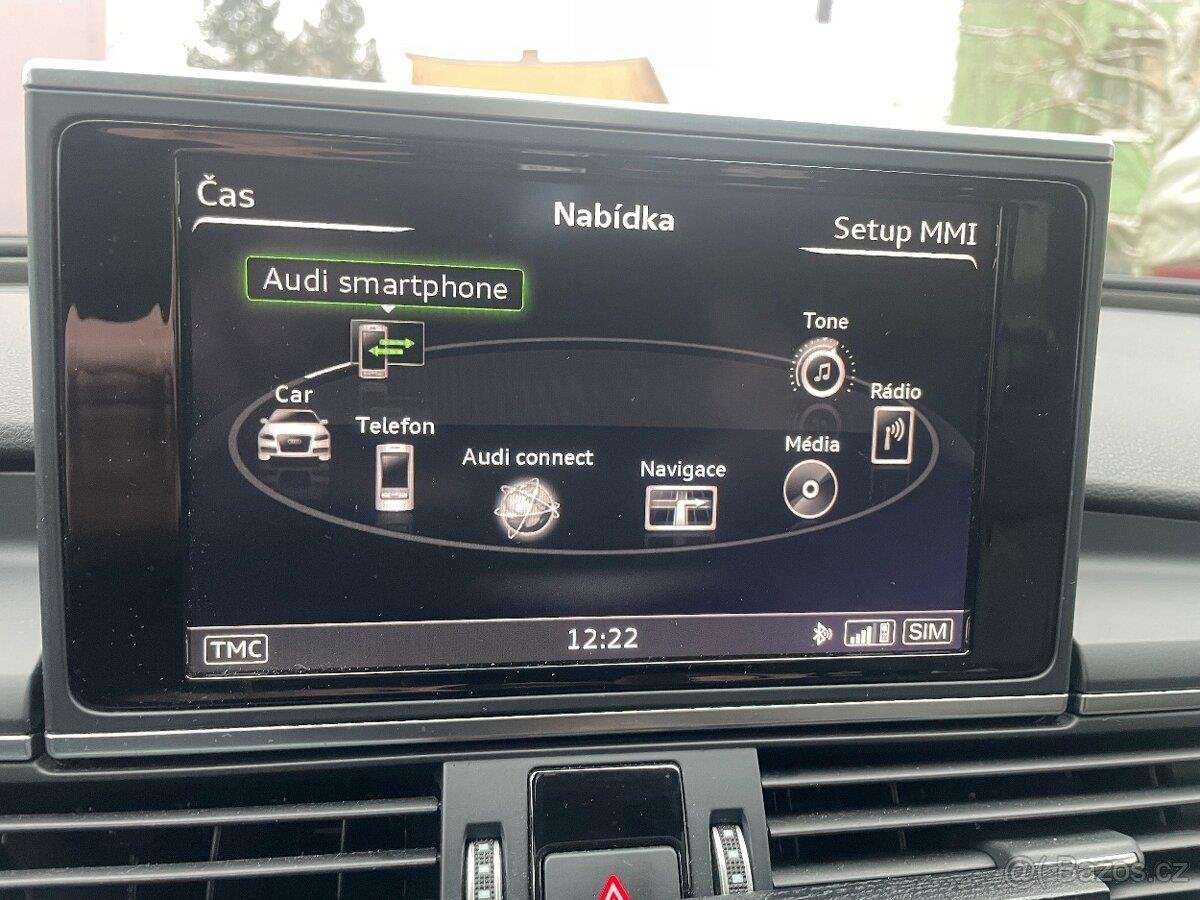 Čas
Nabídka
Setup MMI
Audi smartphone
Tone
Car
Rádio
Telefon
Média
Audi connect
Navigace
TMC
12:22
SIM
Bazos.cz